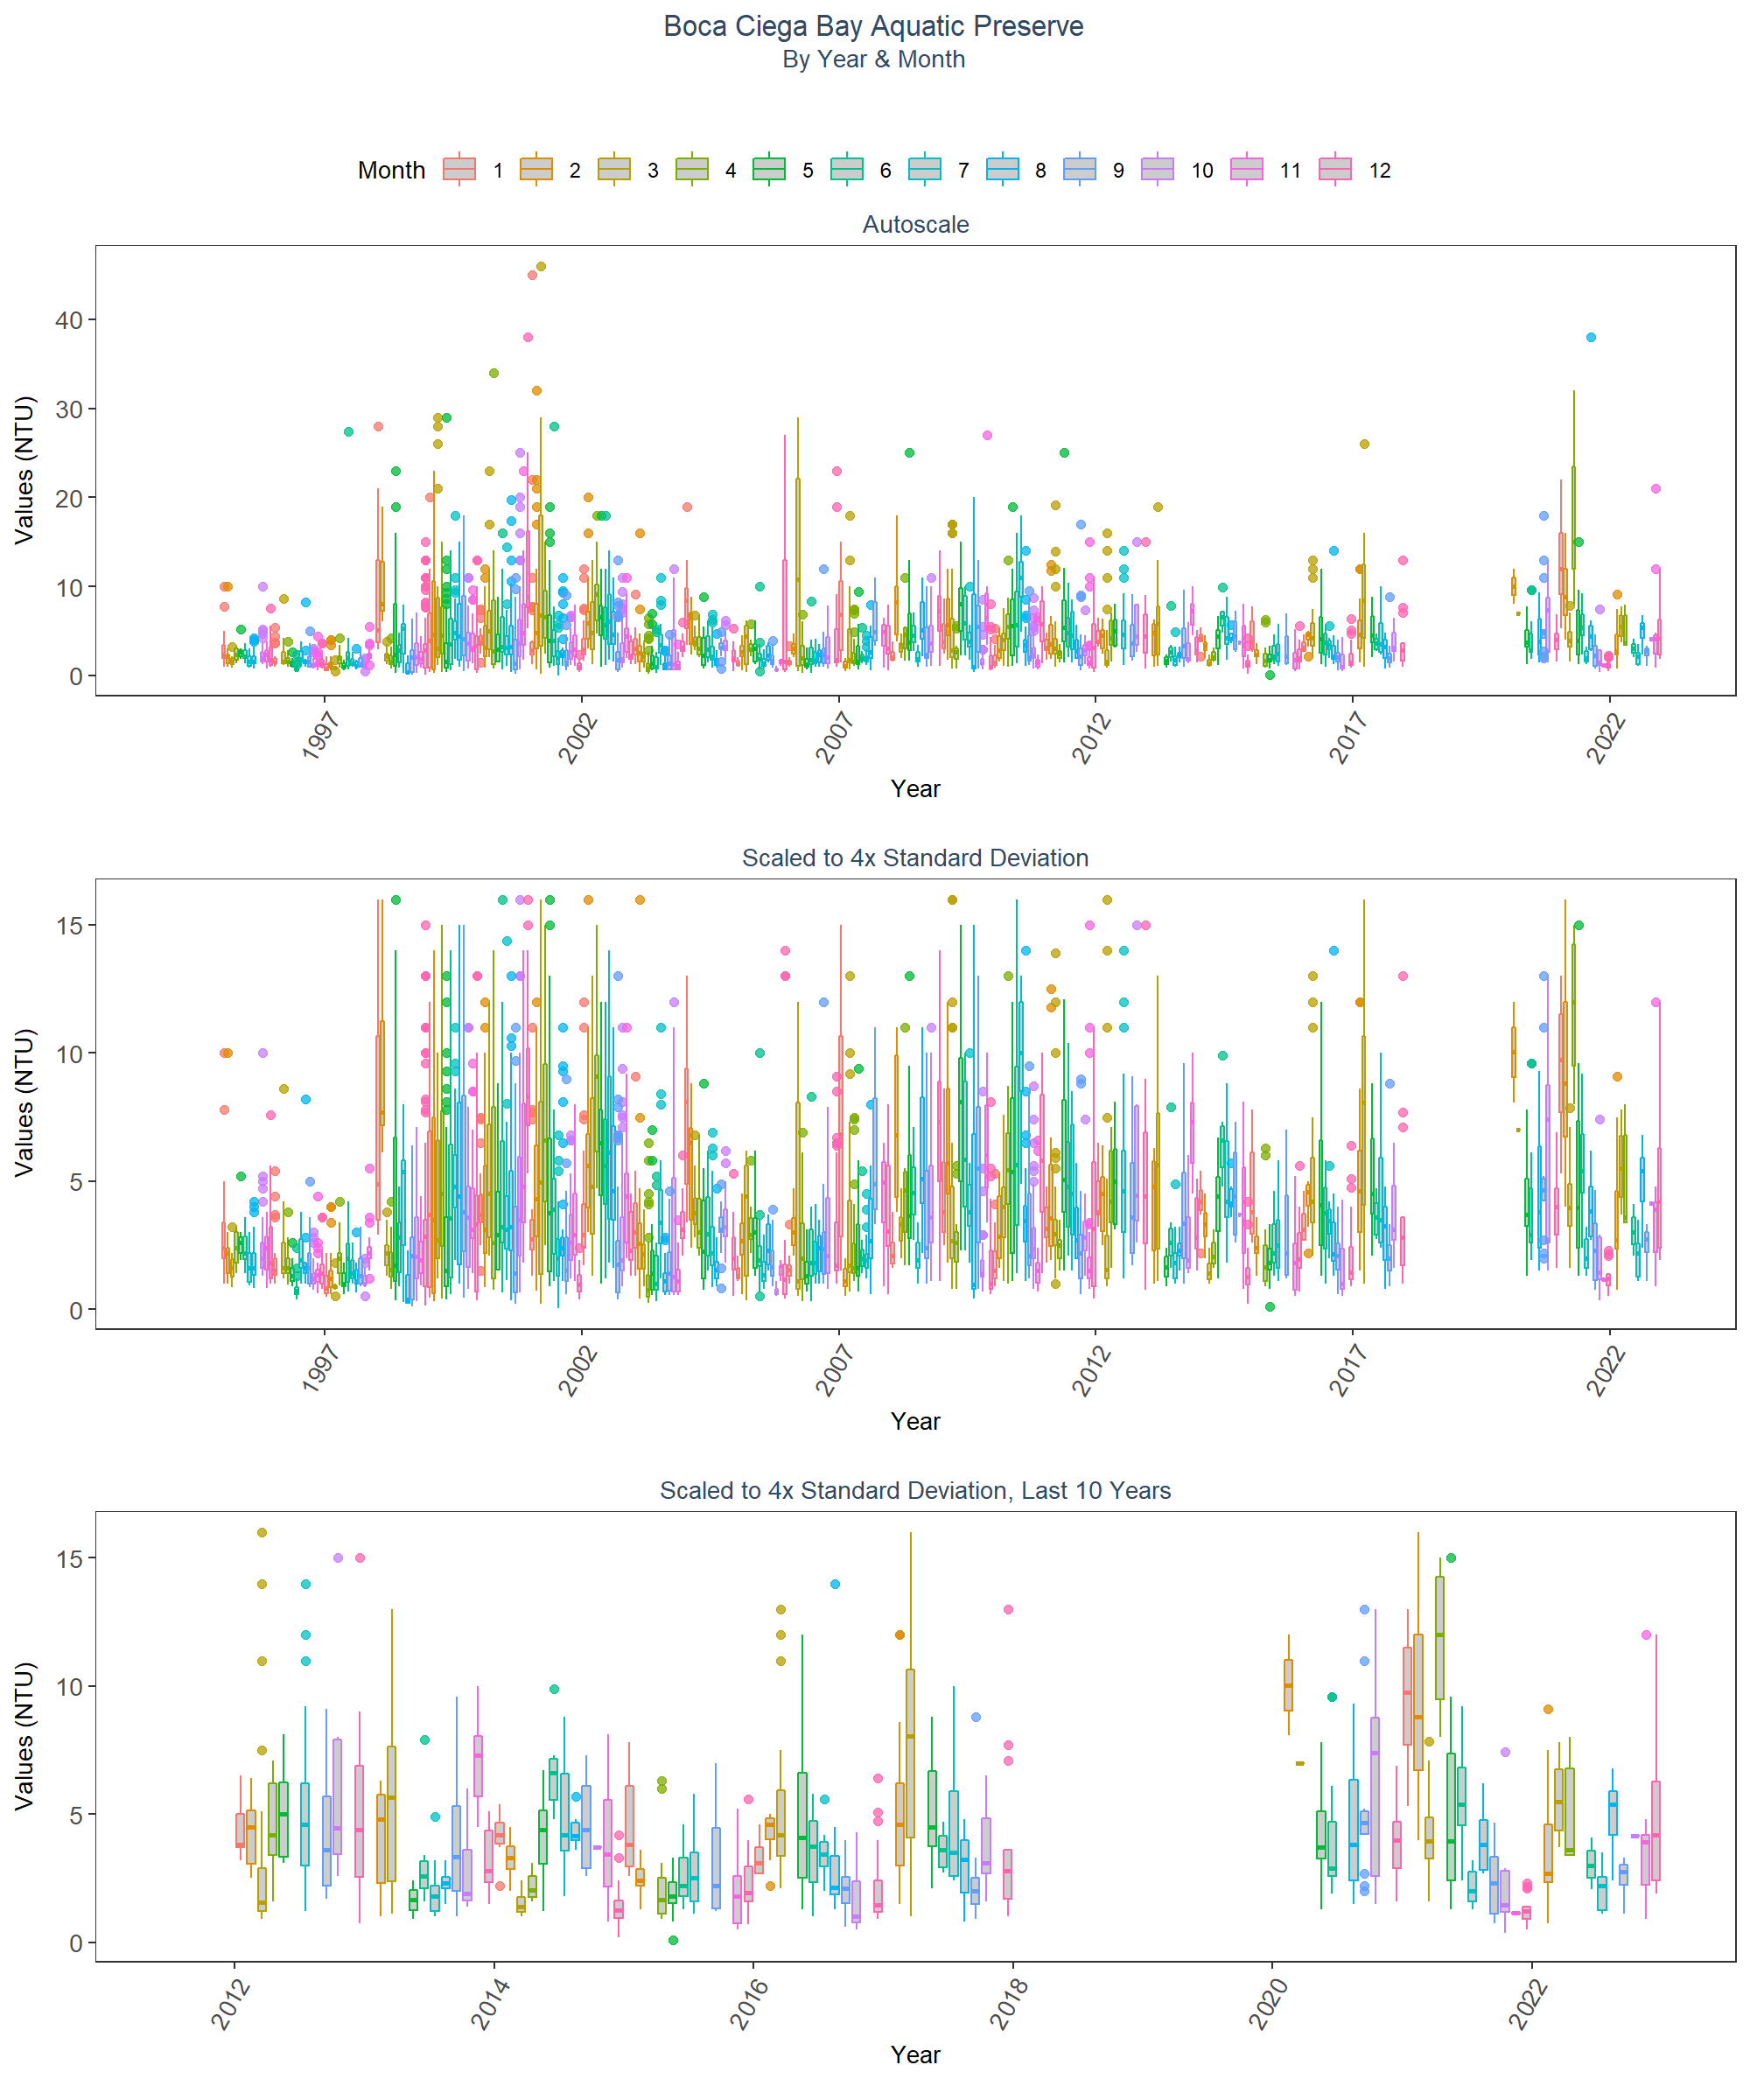 Boca Ciega Bay Aquatic Preserve
By Year & Month
Month 1 2 3 4 5 6 7 8 9 10 11 12
Autoscale
Values (NTU)
40
30
20
10
0
1997 2002 2007 2012 2017 2022
Year
Scaled to 4x Standard Deviation
Values (NTU)
15
10
5
0
1997 2002 2007 2012 2017 2022
Year
Scaled to 4x Standard Deviation, Last 10 Years
Values (NTU)
15
10
5
0
2012 2014 2016 2018 2020 2022
Year